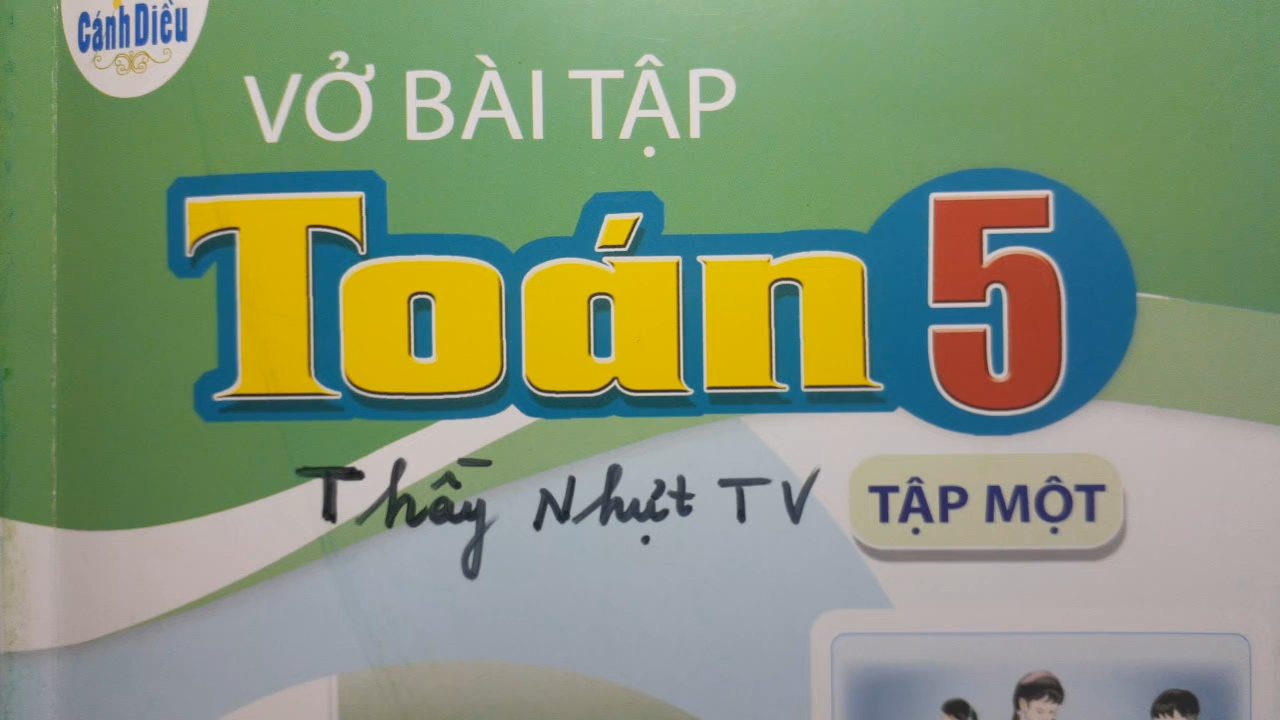 Cánh Diều
VỞ BÀI TẬP
Toán 5
Thầy Nhựt TV
TẬP MỘT